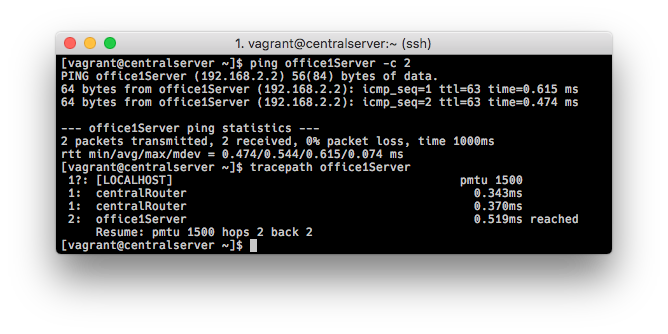 1. vagrant@centralserver:~ (ssh)
[vagrant@centralserver ~]$ ping office1Server -c 2
PING office1Server (192.168.2.2) 56(84) bytes of data.
64 bytes from office1Server (192.168.2.2): icmp_seq=1 ttl=63 time=0.615 ms
64 bytes from office1Server (192.168.2.2): icmp_seq=2 ttl=63 time=0.474 ms
--- office1Server ping statistics ---
2 packets transmitted, 2 received, 0% packet loss, time 1000ms
rtt min/avg/max/mdev = 0.474/0.544/0.615/0.074 ms
[vagrant@centralserver ~]$ tracepath office1Server
1?: [LOCALHOST] pmtu 1500
1: centralRouter 0.343ms
1: centralRouter 0.370ms
2: office1Server 0.519ms reached
Resume: pmtu 1500 hops 2 back 2
[vagrant@centralserver ~]$